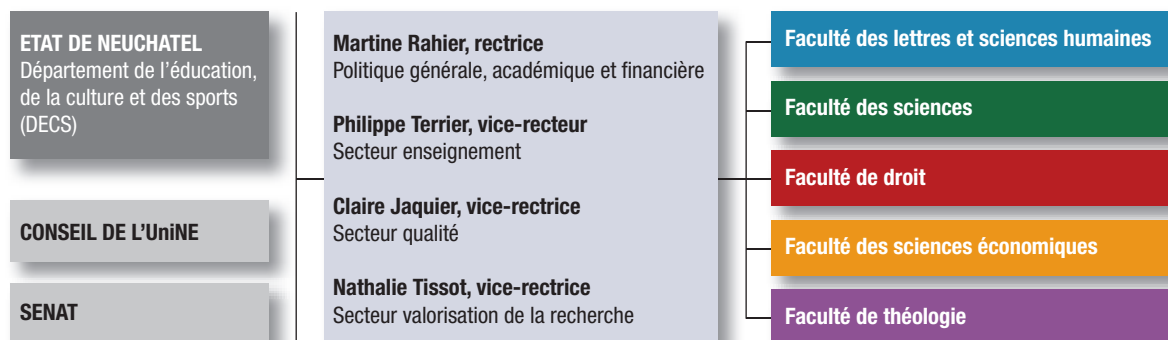 ETAT DE NEUCHATEL
Département de l’éducation,
de la culture et des sports
(DECS)
CONSEIL DE L’UniNE
SENAT
Martine Rahier, rectrice
Politique générale, académique et financière
Philippe Terrier, vice-recteur
Secteur enseignement
Claire Jaquier, vice-rectrice
Secteur qualité
Nathalie Tissot, vice-rectrice
Secteur valorisation de la recherche
Faculté des lettres et sciences humaines
Faculté des sciences
Faculté de droit
Faculté des sciences économiques
Faculté de théologie